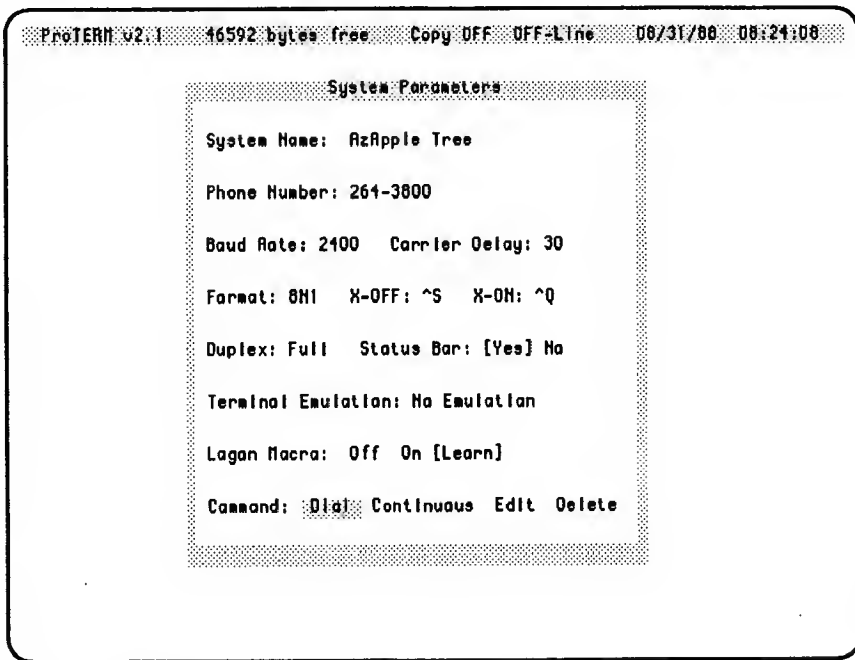 ProTERM v2.1 46592 bytes free Copy OFF OFF-Line 08/31/88 08:24:08
System Parameters
System Name: AzApple Tree
Phone Number: 264-3800
Baud Rate: 2400 Carrier Delay: 30
Format: 8N1 X-OFF: ^S X-ON: ^Q
Duplex: Full Status Bar: [Yes] No
Terminal Emulation: No Emulation
Logon Macro: Off On [Learn]
Command: Dial Continuous Edit Delete